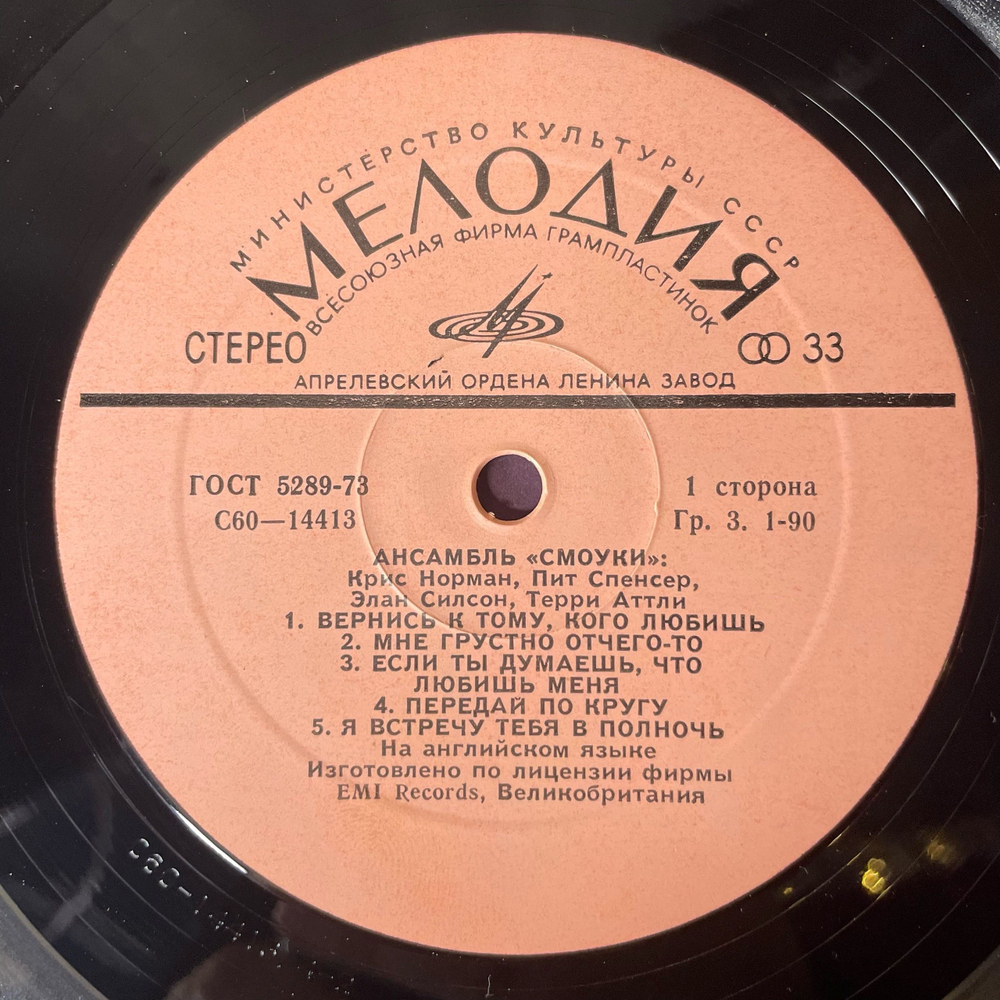 МИНИСТЕРСТВО КУЛЬТУРЫ СССР
МЕЛОДИЯ
ВСЕСОЮЗНАЯ ФИРМА ГРАМПЛАСТИНОК
СТЕРЕО
33
АПРЕЛЕВСКИЙ ОРДЕНА ЛЕНИНА ЗАВОД
ГОСТ 5289-73
1 сторона
С60—14413
Гр. 3. 1-90
АНСАМБЛЬ «СМОУКИ»:
Крис Норман, Пит Спенсер,
Элан Силсон, Терри Аттли
1. ВЕРНИСЬ К ТОМУ, КОГО ЛЮБИШЬ
2. МНЕ ГРУСТНО ОТЧЕГО-ТО
3. ЕСЛИ ТЫ ДУМАЕШЬ, ЧТО
ЛЮБИШЬ МЕНЯ
4. ПЕРЕДАЙ ПО КРУГУ
5. Я ВСТРЕЧУ ТЕБЯ В ПОЛНОЧЬ
На английском языке
Изготовлено по лицензии фирмы
EMI Records, Великобритания